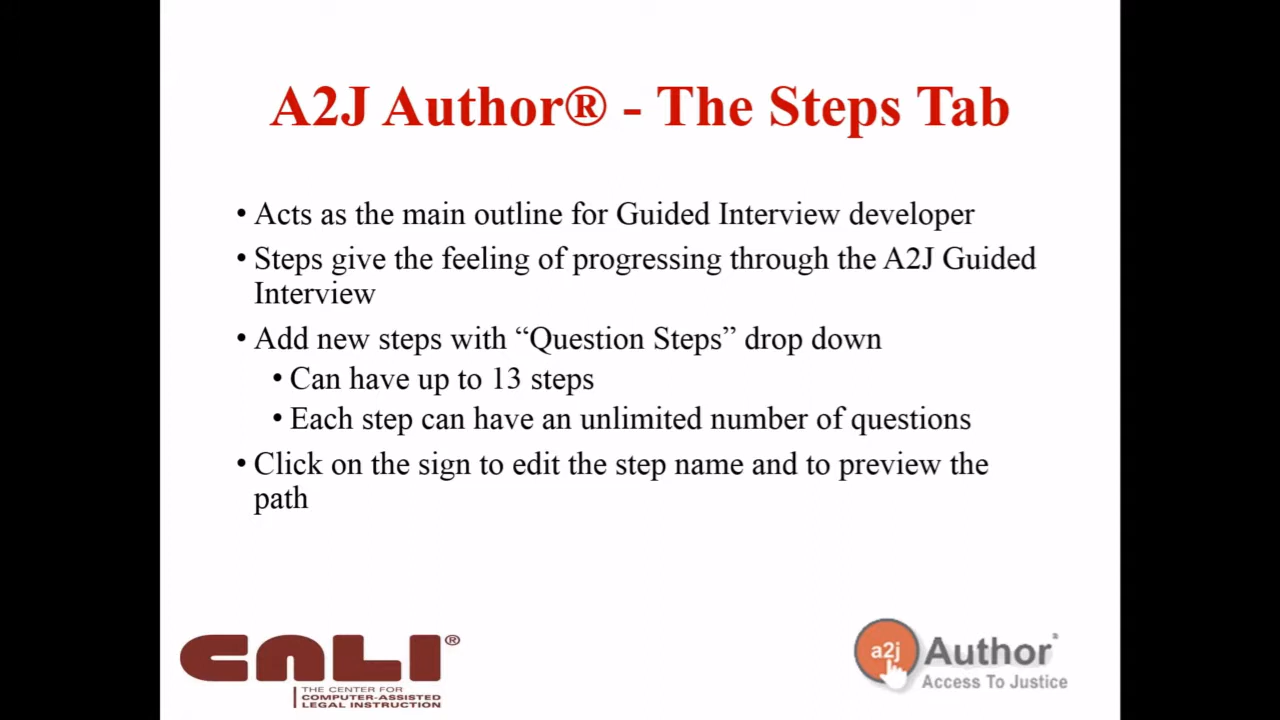 A2J Author® - The Steps Tab
• Acts as the main outline for Guided Interview developer
• Steps give the feeling of progressing through the A2J Guided
Interview
• Add new steps with “Question Steps” drop down
• Can have up to 13 steps
• Each step can have an unlimited number of questions
• Click on the sign to edit the step name and to preview the
path
CALI®
THE CENTER FOR
COMPUTER-ASSISTED
LEGAL INSTRUCTION
a2j Author
Access To Justice